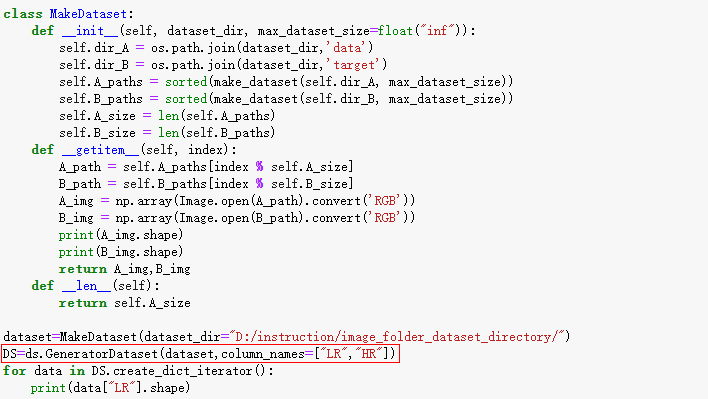 class MakeDataset:
    def __init__(self, dataset_dir, max_dataset_size=float("inf")):
        self.dir_A = os.path.join(dataset_dir,'data')
        self.dir_B = os.path.join(dataset_dir,'target')
        self.A_paths = sorted(make_dataset(self.dir_A, max_dataset_size))
        self.B_paths = sorted(make_dataset(self.dir_B, max_dataset_size))
        self.A_size = len(self.A_paths)
        self.B_size = len(self.B_paths)
    def __getitem__(self, index):
        A_path = self.A_paths[index % self.A_size]
        B_path = self.B_paths[index % self.B_size]
        A_img = np.array(Image.open(A_path).convert('RGB'))
        B_img = np.array(Image.open(B_path).convert('RGB'))
        print(A_img.shape)
        print(B_img.shape)
        return A_img,B_img
    def __len__(self):
        return self.A_size
dataset=MakeDataset(dataset_dir="D:/instruction/image_folder_dataset_directory/")
DS=ds.GeneratorDataset(dataset,column_names=["LR","HR"])
for data in DS.create_dict_iterator():
    print(data["LR"].shape)